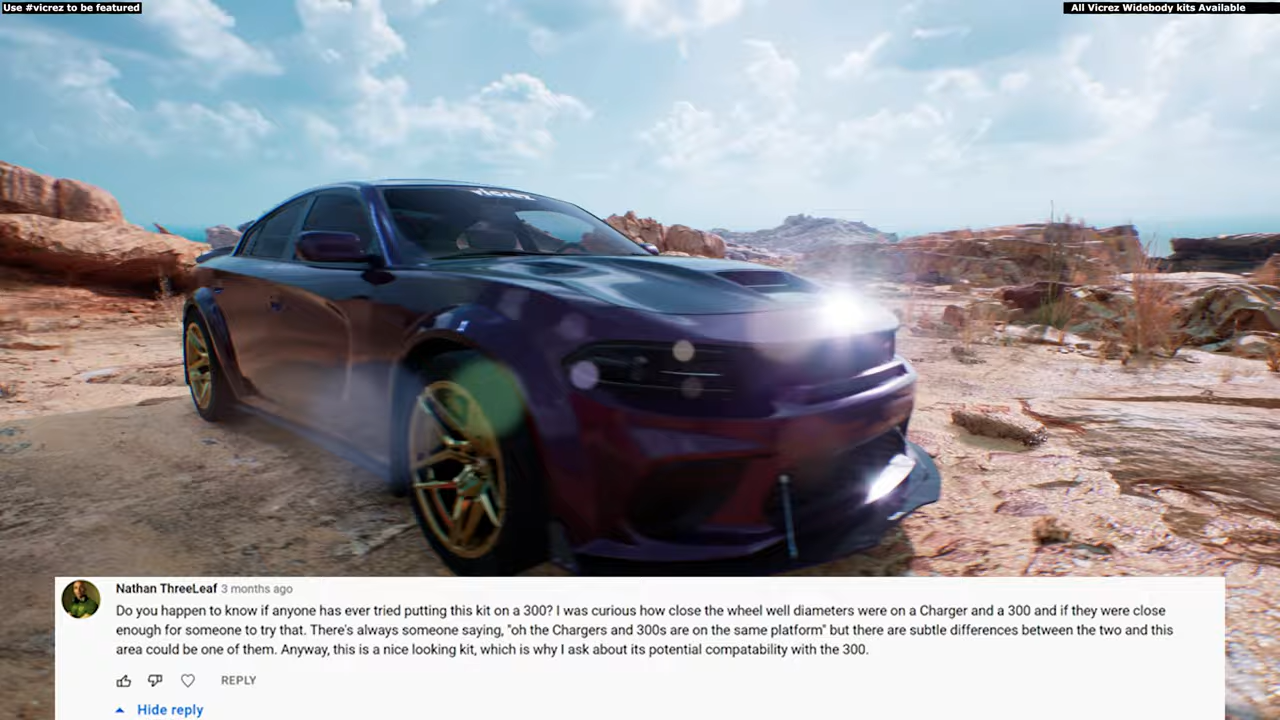 Use #vicrez to be featured
All Vicrez Widebody kits Available
vicrez
Nathan ThreeLeaf 3 months ago
Do you happen to know if anyone has ever tried putting this kit on a 300? I was curious how close the wheel well diameters were on a Charger and a 300 and if they were close
enough for someone to try that. There's always someone saying, "oh the Chargers and 300s are on the same platform" but there are subtle differences between the two and this
area could be one of them. Anyway, this is a nice looking kit, which is why I ask about its potential compatability with the 300.
REPLY
Hide reply